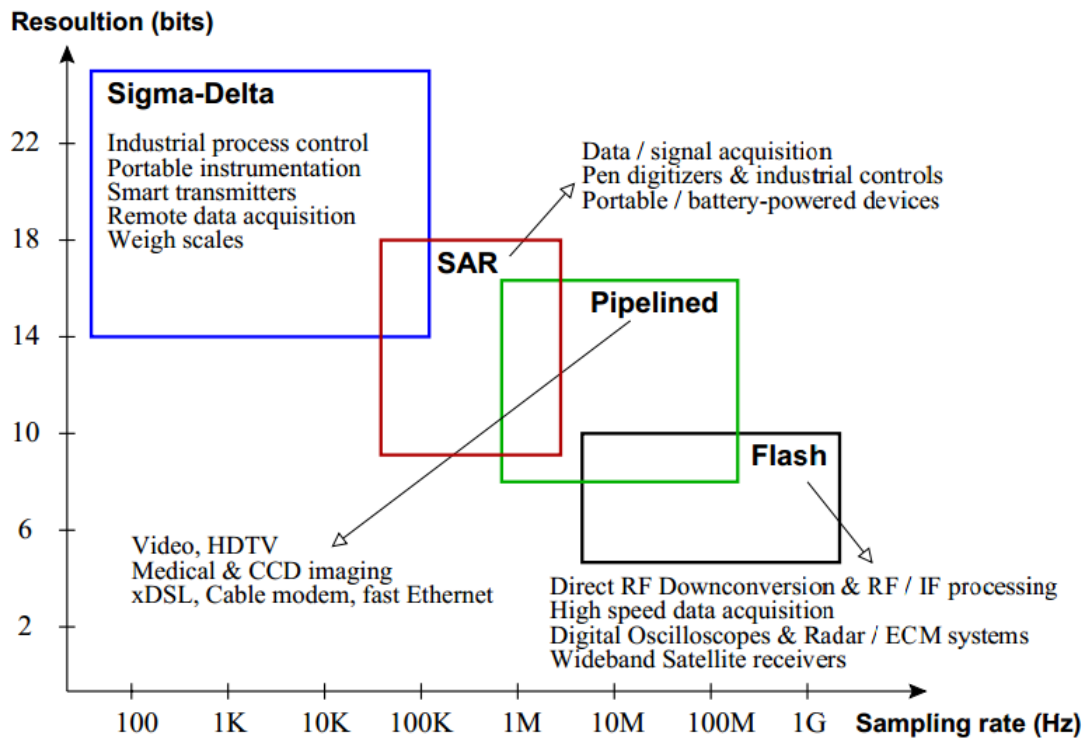 Resoultion (bits)
Sigma-Delta
Industrial process control
Portable instrumentation
Smart transmitters
Remote data acquisition
Weigh scales
Data / signal acquisition
Pen digitizers & industrial controls
Portable / battery-powered devices
SAR
Pipelined
Flash
Video, HDTV
Medical & CCD imaging
xDSL, Cable modem, fast Ethernet
Direct RF Downconversion & RF / IF processing
High speed data acquisition
Digital Oscilloscopes & Radar / ECM systems
Wideband Satellite receivers
22
18
14
10
6
2
100 1K 10K 100K 1M 10M 100M 1G Sampling rate (Hz)